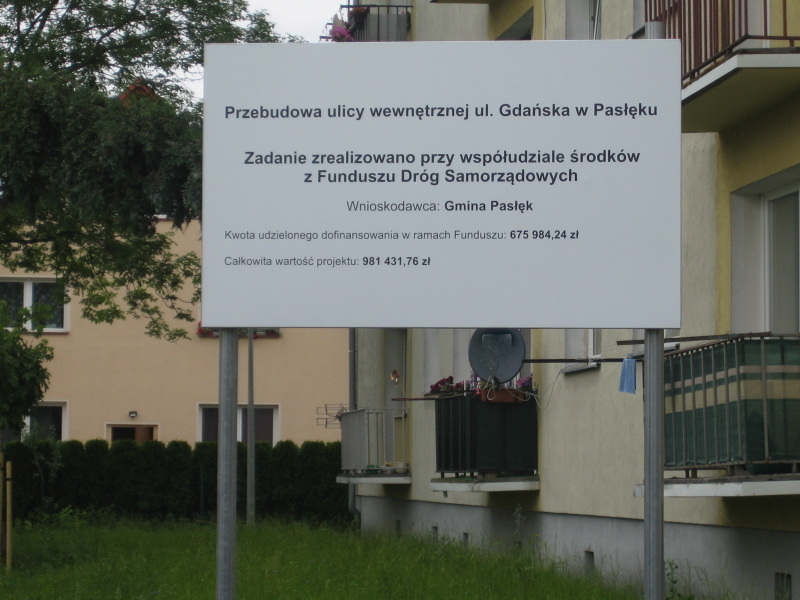 Przebudowa ulicy wewnętrznej ul. Gdańska w Pasłęku
Zadanie zrealizowano przy współudziale środków
z Funduszu Dróg Samorządowych
Wnioskodawca: Gmina Pasłęk
Kwota udzielonego dofinansowania w ramach Funduszu: 675 984,24 zł
Całkowita wartość projektu: 981 431,76 zł